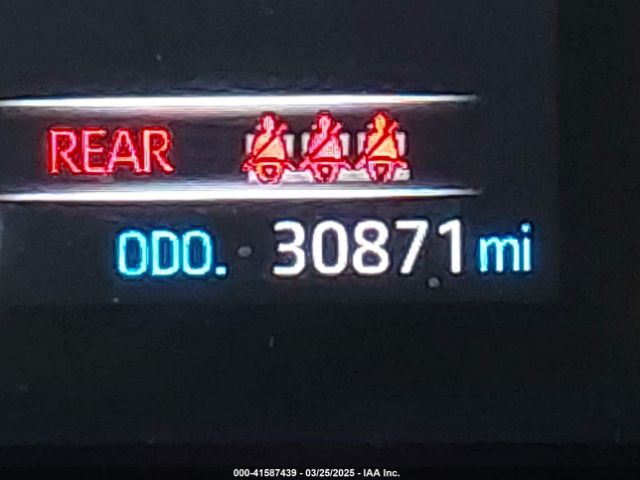 REAR
ODO. 30871 mi
000-41587439 - 03/25/2025 - IAA Inc.